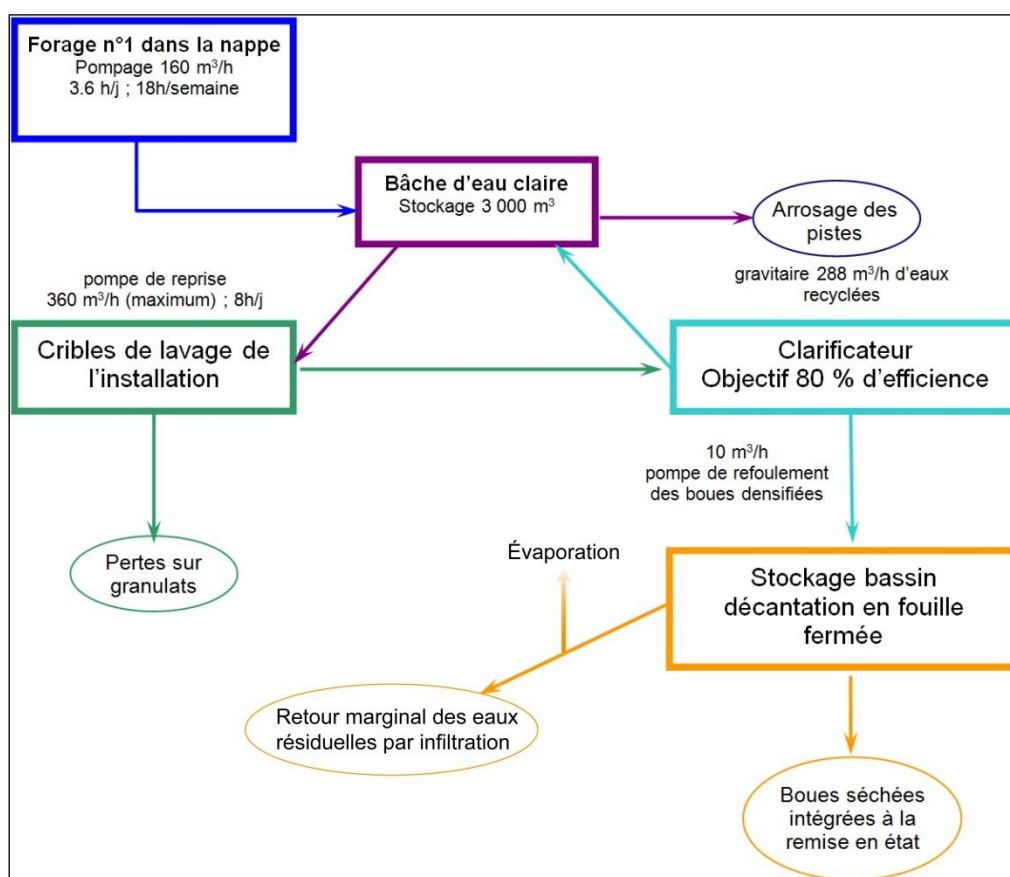 Forage n°1 dans la nappe
Pompage 160 m³/h
3.6 h/j ; 18h/semaine
Bâche d'eau claire
Stockage 3 000 m³
Arrosage des
pistes
pompe de reprise
360 m³/h (maximum) ; 8h/j
gravitaire 288 m³/h d'eaux
recyclées
Cribles de lavage de
l'installation
Clarificateur
Objectif 80 % d'efficience
10 m³/h
pompe de refoulement
des boues densifiées
Pertes sur
granulats
Évaporation
Stockage bassin
décantation en fouille
fermée
Retour marginal des eaux
résiduelles par infiltration
Boues séchées
intégrées à la
remise en état